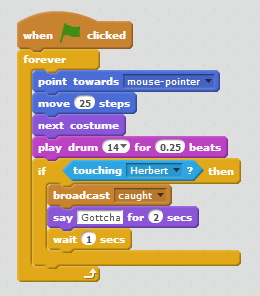 when clicked
forever
point towards mouse-pointer
move 25 steps
next costume
play drum 14 for 0.25 beats
if touching Herbert ? then
broadcast caught
say Gottcha for 2 secs
wait 1 secs